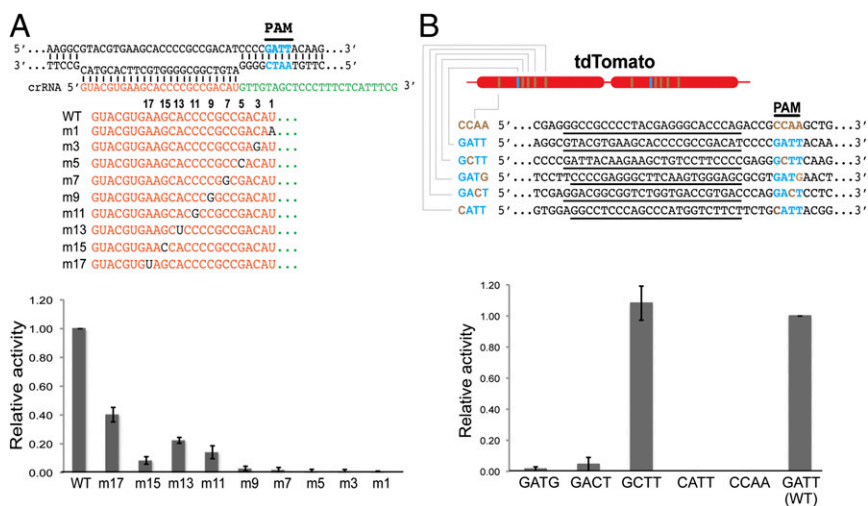 A
PAM
5'...AAGGCGTACGTGAAGCACCCCGCCGACATCCCCGATTACAAG...3'
3'...TTCCG CATGCACTTCGTGGGGCGGCTGTA GGGGCTAATGTTC...5'
crRNA 5'GUACGUGAAGCACCCCGCCGACAUGTTGTAGCTCCCTTTCTCATTTCG 3'
17 15 13 11 9 7 5 3 1
WT GUACGUGAAGCACCCCGCCGACAU...
m1 GUACGUGAAGCACCCCGCCGACAA...
m3 GUACGUGAAGCACCCCGCCGAGAU...
m5 GUACGUGAAGCACCCCGCCCACAU...
m7 GUACGUGAAGCACCCCGGCGACAU...
m9 GUACGUGAAGCACCCGGCCGACAU...
m11 GUACGUGAAGCACGCCGCCGACAU...
m13 GUACGUGAAGCUCCCCGCCGACAU...
m15 GUACGUGAACCACCCCGCCGACAU...
m17 GUACGUGUAGCACCCCGCCGACAU...
Relative activity
1.20
1.00
0.80
0.60
0.40
0.20
0.00
WT m17 m15 m13 m11 m9 m7 m5 m3 m1
B
tdTomato
PAM
CCAA 5'...CGAGGGCCGCCCCTACGAGGGCACCCAGACCGCCAAGCTG...3'
GATT 5'...AGGCGTACGTGAAGCACCCCGCCGACATCCCCGATTACAA...3'
GCTT 5'...CCCCGATTACAAGAAGCTGTCCTTCCCCGAGGGCTTCAAG...3'
GATG 5'...TCCTTCCCCGAGGGCTTCAAGTGGGAGCGCGTGATGAACT...3'
GACT 5'...TCGAGGACGGCGGTCTGGTGACCGTGACCCAGGACTCCTC...3'
CATT 5'...GTGGAGGCCTCCCAGCCCATGGTCTTCTTCTGCATTACGG...3'
Relative activity
1.20
1.00
0.80
0.60
0.40
0.20
0.00
GATG GACT GCTT CATT CCAA GATT
(WT)